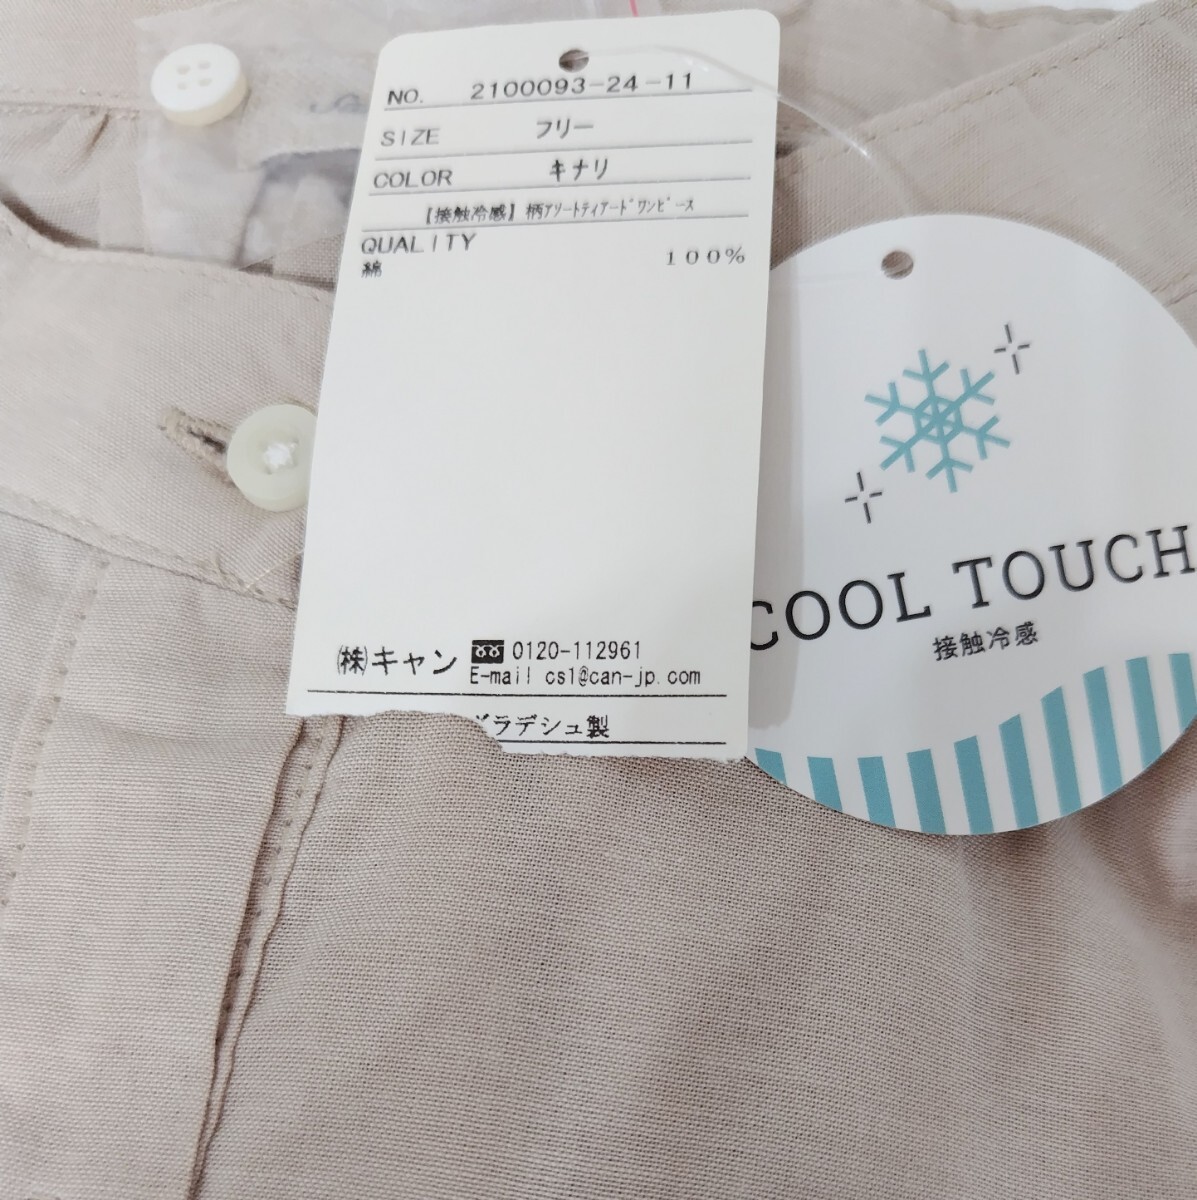 NO. 2100093-24-11
SIZE フリー
COLOR キナリ
【接触冷感】柄ｱｿｰﾄﾃｨｱｰﾄﾞﾜﾝﾋﾟｰｽ
QUALITY
綿 100%
㈱キャン 0120-112961
E-mail cs1@can-jp.com
ラデシュ製
COOL TOUCH
接触冷感